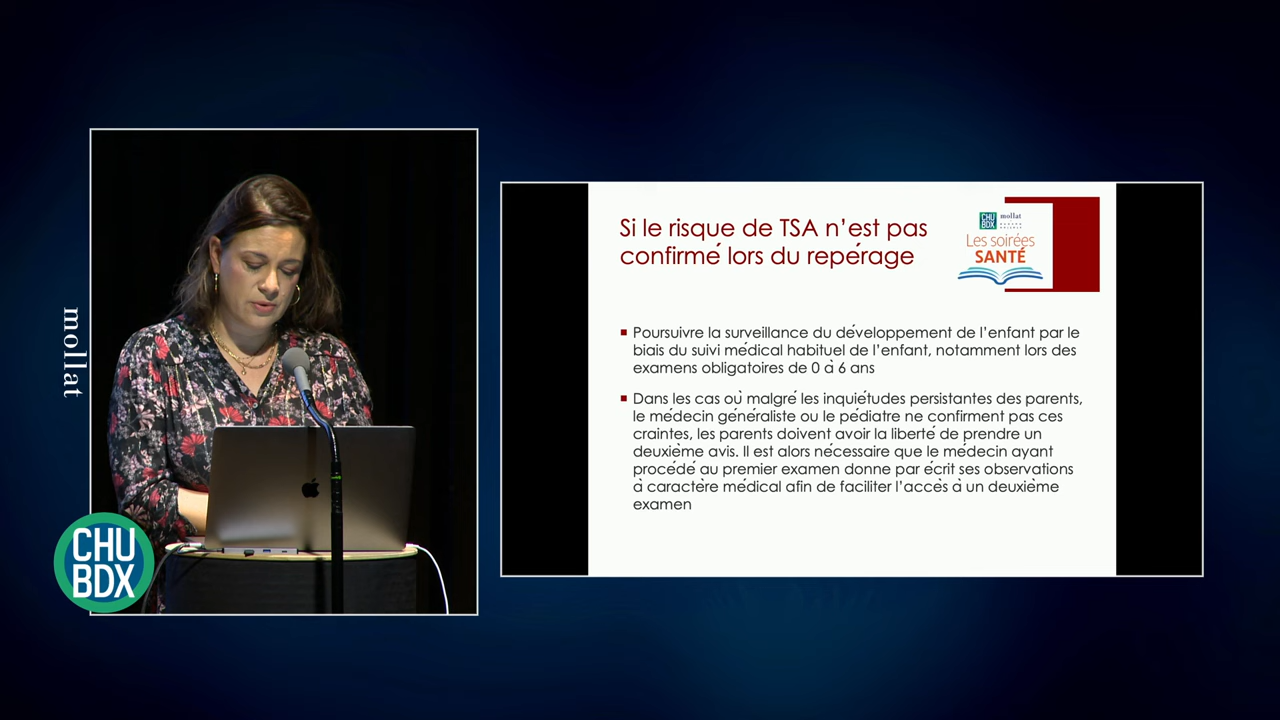 mollat
CHU
BDX
Si le risque de TSA n’est pas
confirmé lors du repérage
CHU
BDX
mollat
Les soirées
SANTÉ
Poursuivre la surveillance du développement de l’enfant par le
biais du suivi médical habituel de l’enfant, notamment lors des
examens obligatoires de 0 à 6 ans
Dans les cas où malgré les inquiétudes persistantes des parents,
le médecin généraliste ou le pédiatre ne confirment pas ces
craintes, les parents doivent avoir la liberté de prendre un
deuxième avis. Il est alors nécessaire que le médecin ayant
procédé au premier examen donne par écrit ses observations
à caractère médical afin de faciliter l’accès à un deuxième
examen